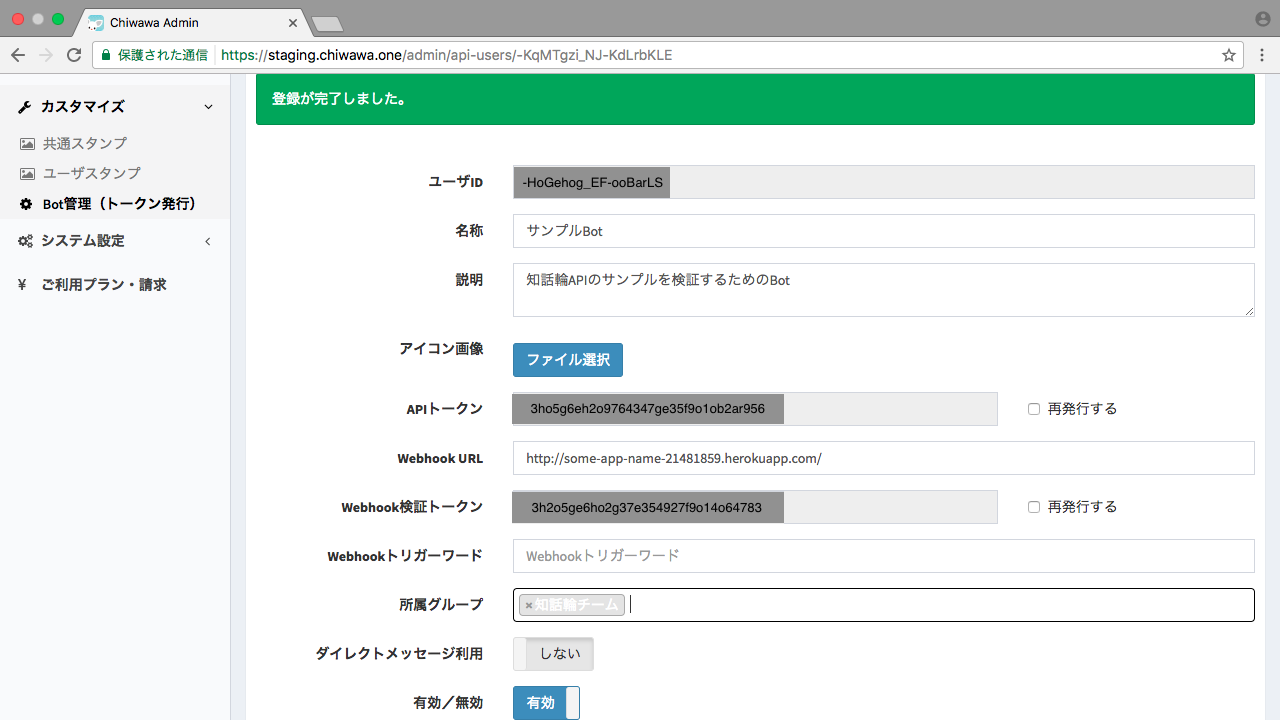 Chiwawa Admin
保護された通信 https://staging.chiwawa.one/admin/api-users/-KqMTgzi_NJ-KdLrbKLE
カスタマイズ
共通スタンプ
ユーザスタンプ
Bot管理（トークン発行）
システム設定
¥ ご利用プラン・請求
登録が完了しました。
ユーザID -HoGehog_EF-ooBarLS
名称 サンプルBot
説明 知話輪APIのサンプルを検証するためのBot
アイコン画像 ファイル選択
APIトークン 3ho5g6eh2o9764347ge35f9o1ob2ar956 再発行する
Webhook URL http://some-app-name-21481859.herokuapp.com/
Webhook検証トークン 3h2o5ge6ho2g37e354927f9o14o64783 再発行する
Webhookトリガーワード Webhookトリガーワード
所属グループ ×知話輪チーム
ダイレクトメッセージ利用 しない
有効／無効 有効